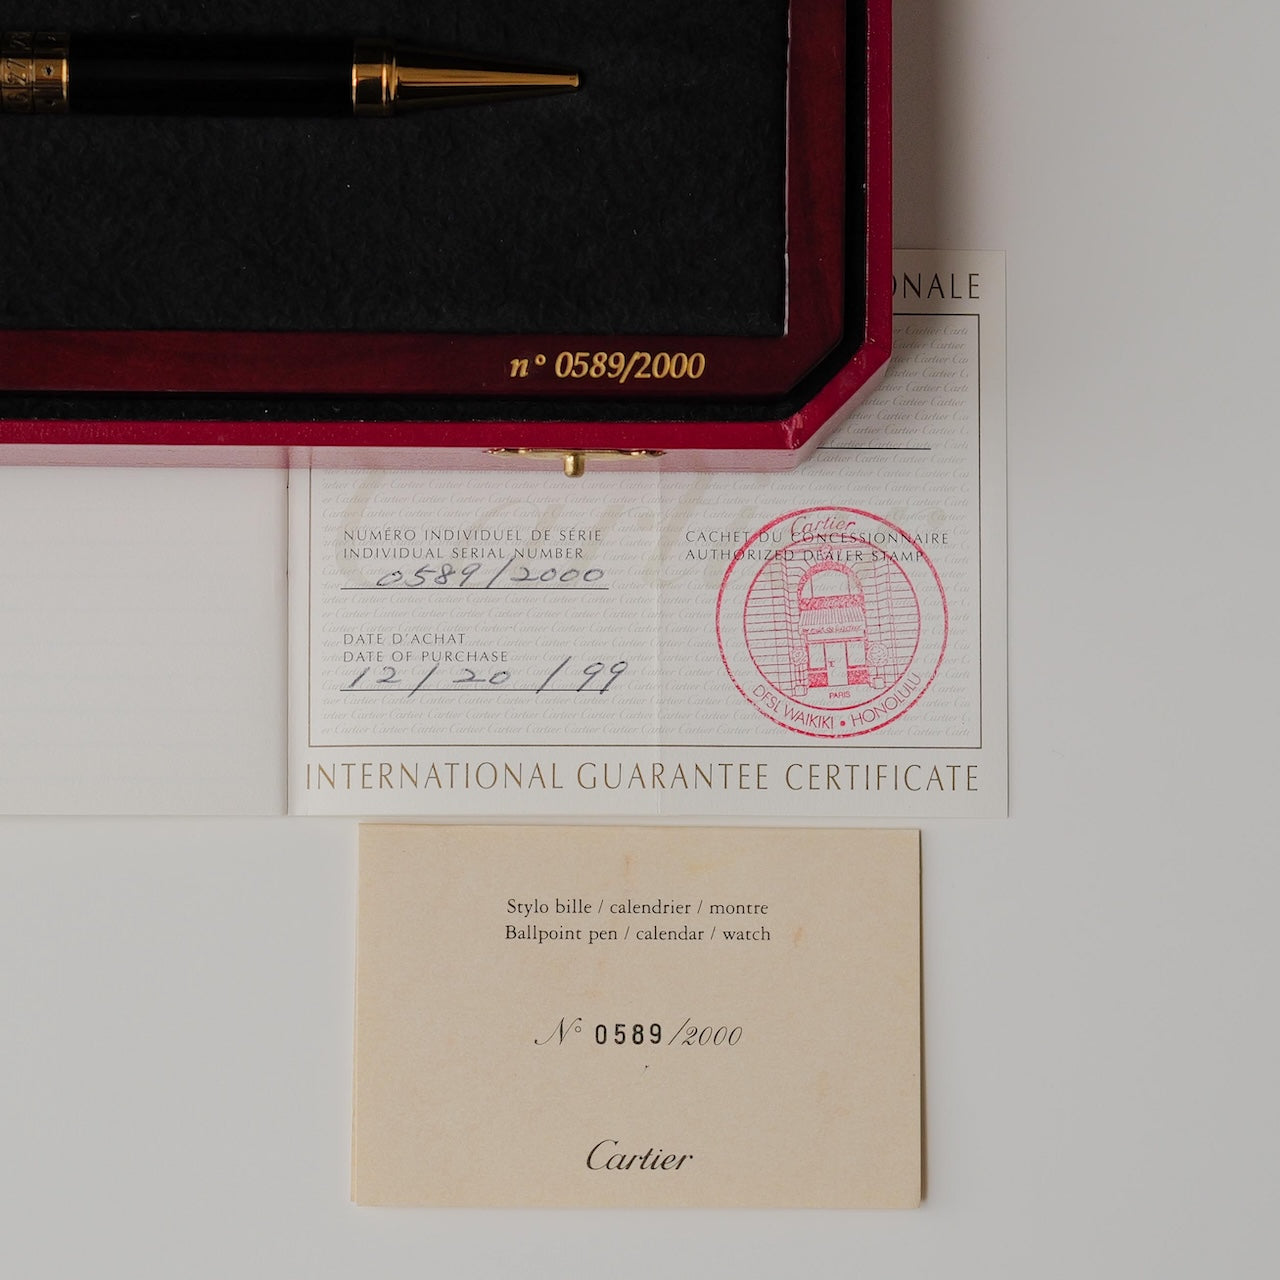 27
ONALE
n° 0589/2000
NUMÉRO INDIVIDUEL DE SÉRIE
INDIVIDUAL SERIAL NUMBER
0589/2000
CACHET DU CONCESSIONNAIRE
AUTHORIZED DEALER STAMP
Cartier
PARIS
DFSL WAIKIKI • HONOLULU
DATE D'ACHAT
DATE OF PURCHASE
12/20/99
INTERNATIONAL GUARANTEE CERTIFICATE
Stylo bille / calendrier / montre
Ballpoint pen / calendar / watch
N° 0589/2000
Cartier